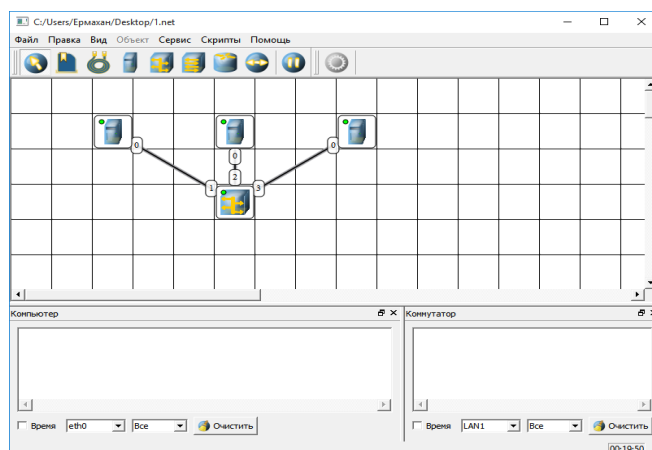 C:/Users/Ермахан/Desktop/1.net
Файл Правка Вид Объект Сервис Скрипты Помощь
0 0 0
1 2 3
Компьютер
Коммутатор
Время eth0 Все Очистить
Время LAN1 Все Очистить
00:19:50